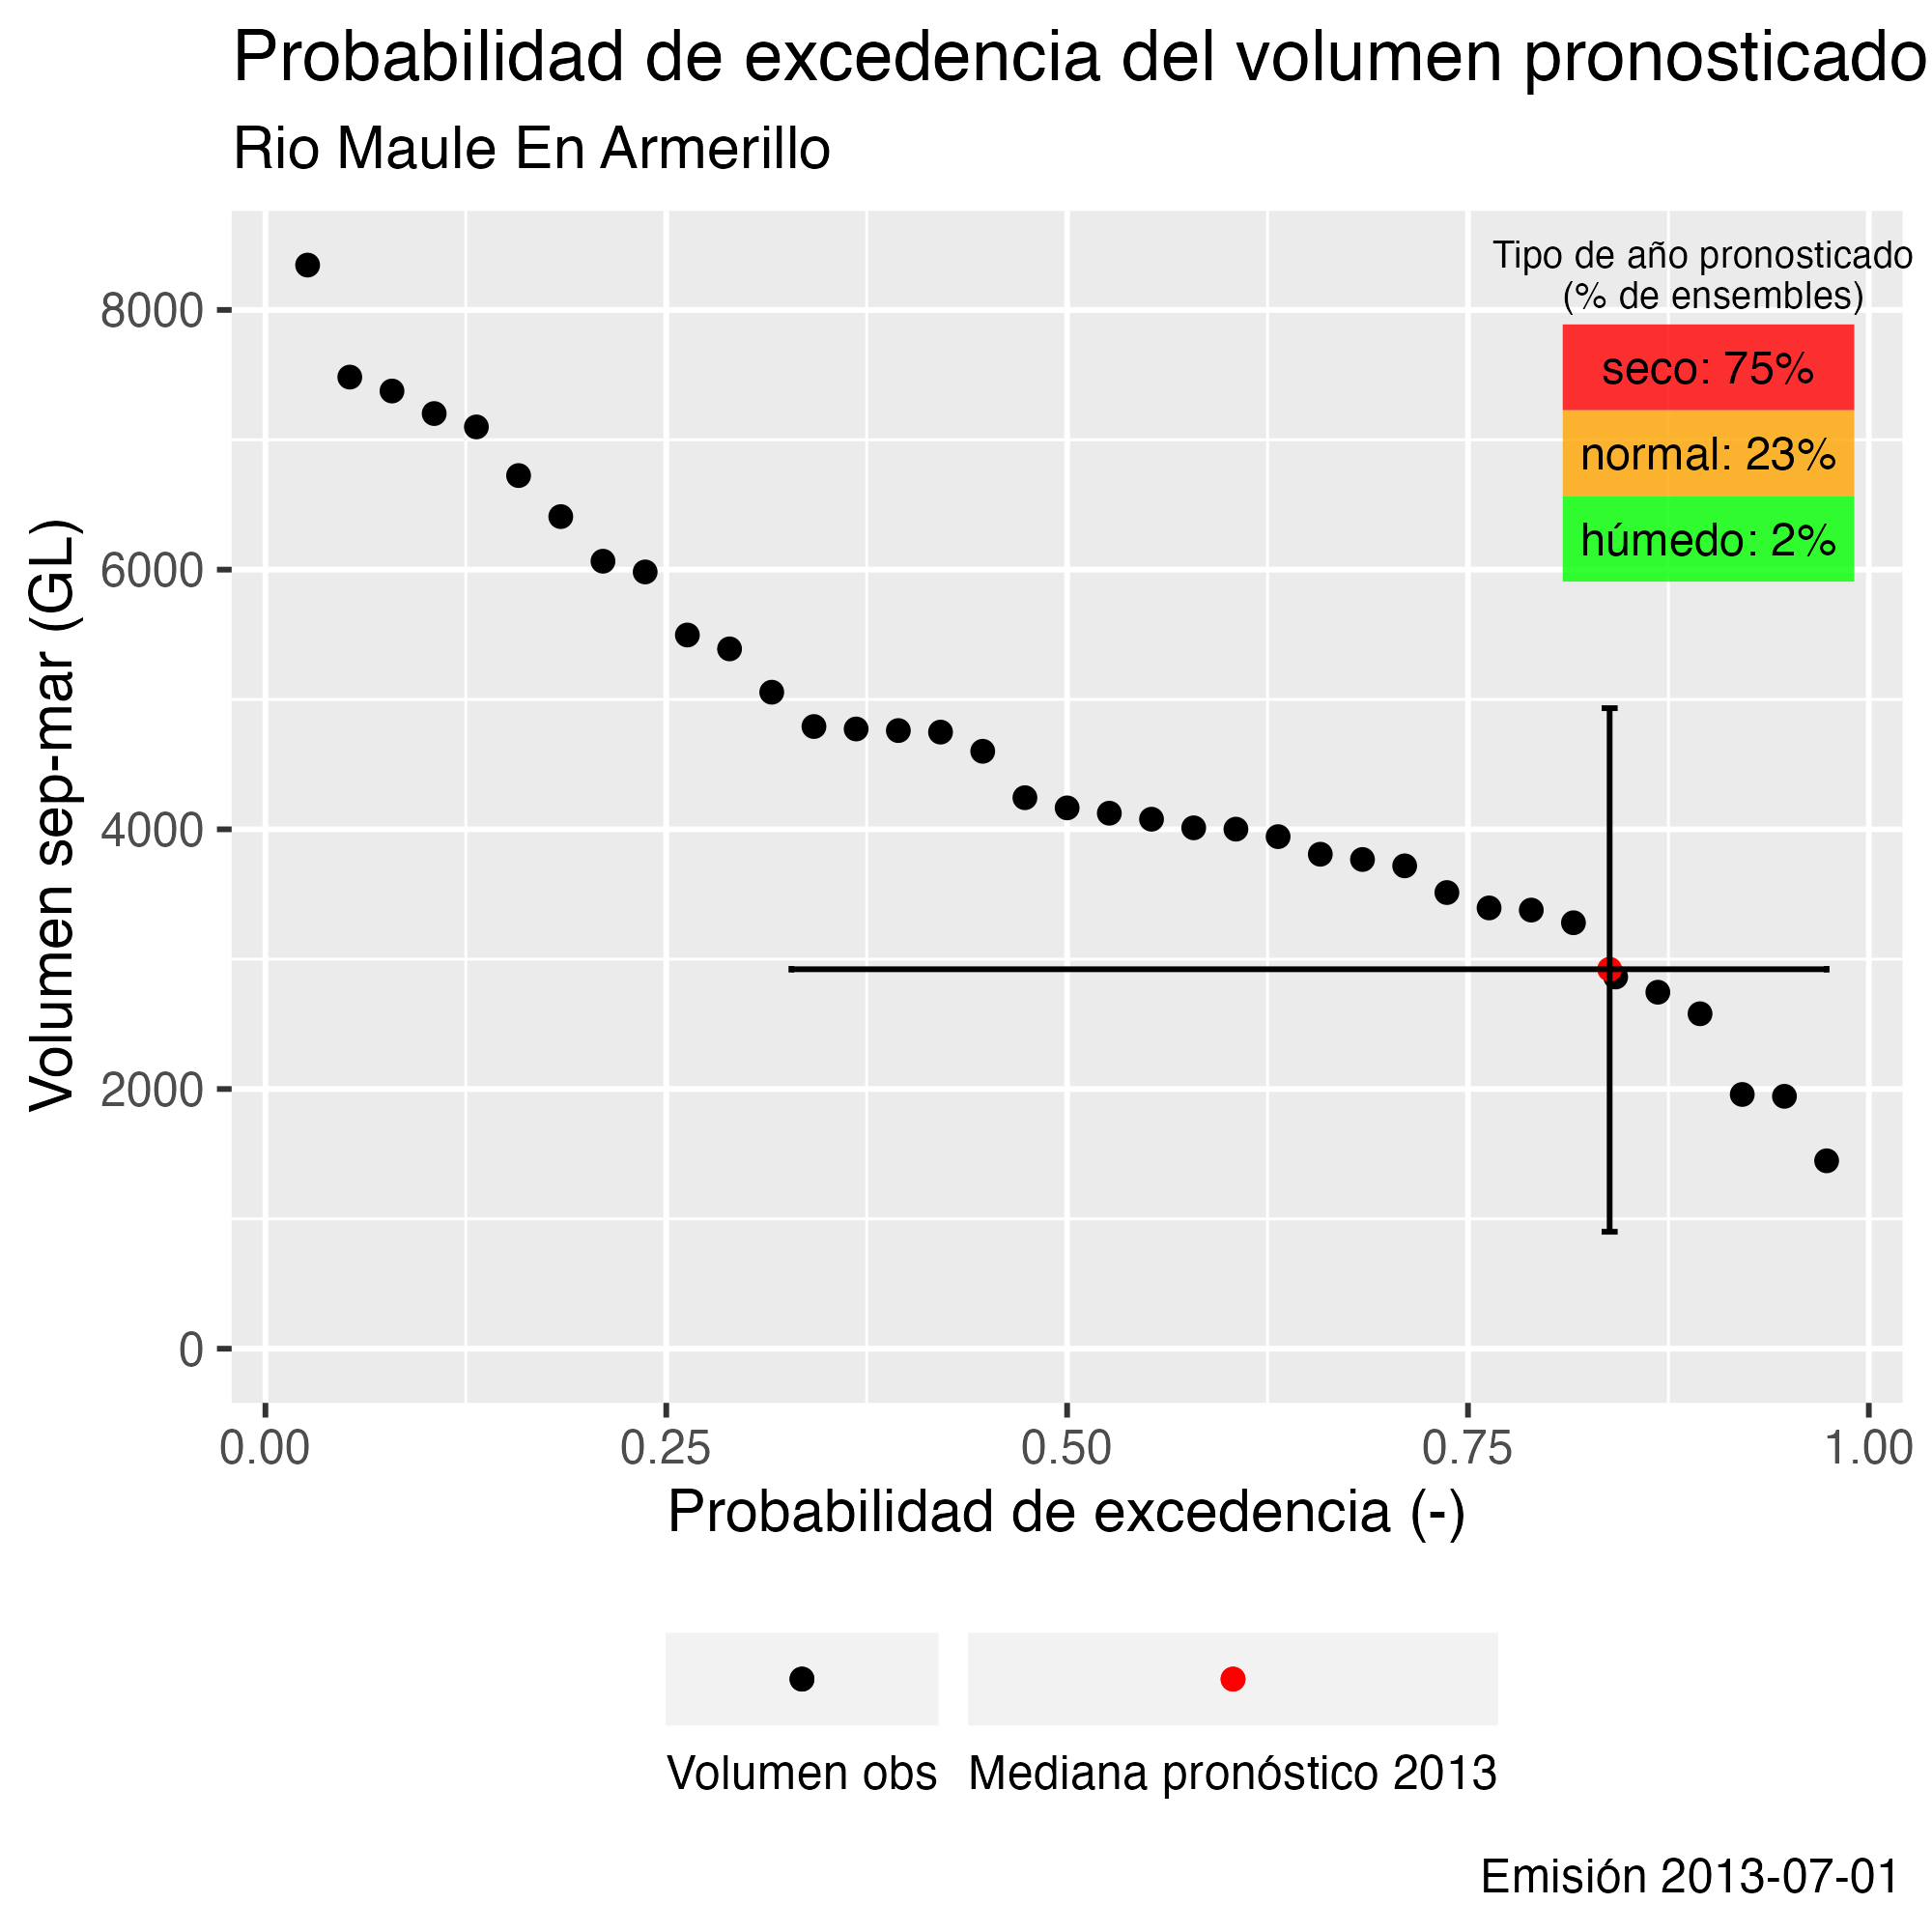 Probabilidad de excedencia del volumen pronosticado
Rio Maule En Armerillo
Tipo de año pronosticado
(% de ensembles)
seco: 75%
normal: 23%
húmedo: 2%
Volumen sep-mar (GL)
8000
6000
4000
2000
0
0.00 0.25 0.50 0.75 1.00
Probabilidad de excedencia (-)
Volumen obs Mediana pronóstico 2013
Emisión 2013-07-01